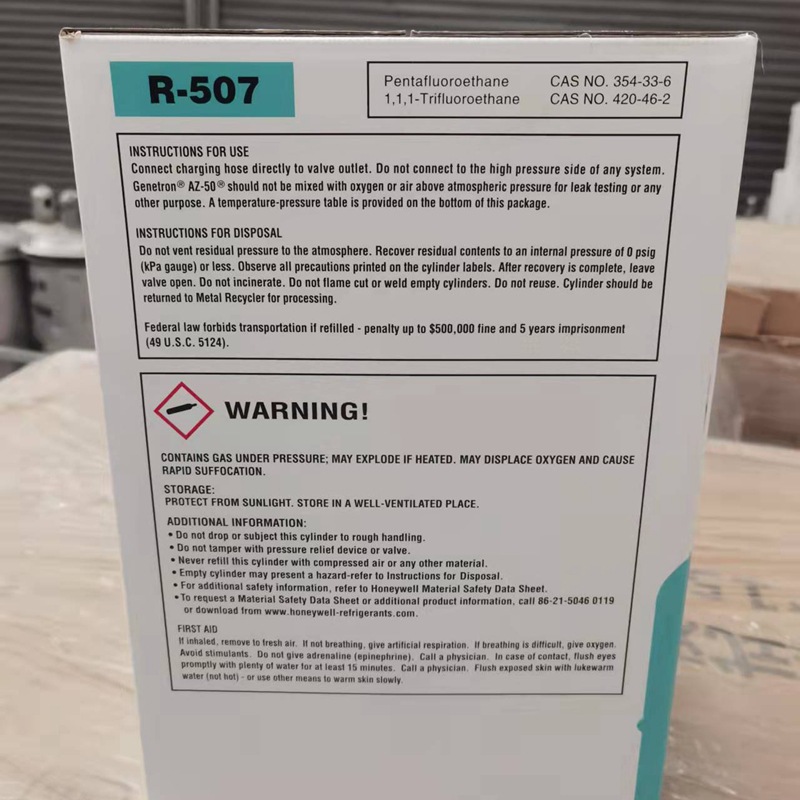 R-507
Pentafluoroethane CAS NO. 354-33-6
1,1,1-Trifluoroethane CAS NO. 420-46-2
INSTRUCTIONS FOR USE
Connect charging hose directly to valve outlet. Do not connect to the high pressure side of any system.
Genetron® AZ-50® should not be mixed with oxygen or air above atmospheric pressure for leak testing or any
other purpose. A temperature-pressure table is provided on the bottom of this package.
INSTRUCTIONS FOR DISPOSAL
Do not vent residual pressure to the atmosphere. Recover residual contents to an internal pressure of 0 psig
(kPa gauge) or less. Observe all precautions printed on the cylinder labels. After recovery is complete, leave
valve open. Do not incinerate. Do not flame cut or weld empty cylinders. Do not reuse. Cylinder should be
returned to Metal Recycler for processing.
Federal law forbids transportation if refilled - penalty up to $500,000 fine and 5 years imprisonment
(49 U.S.C. 5124).
WARNING!
CONTAINS GAS UNDER PRESSURE; MAY EXPLODE IF HEATED. MAY DISPLACE OXYGEN AND CAUSE
RAPID SUFFOCATION.
STORAGE:
PROTECT FROM SUNLIGHT. STORE IN A WELL-VENTILATED PLACE.
ADDITIONAL INFORMATION:
• Do not drop or subject this cylinder to rough handling.
• Do not tamper with pressure relief device or valve.
• Never refill this cylinder with compressed air or any other material.
• Empty cylinder may present a hazard-refer to Instructions for Disposal.
• For additional safety information, refer to Honeywell Material Safety Data Sheet.
• To request a Material Safety Data Sheet or additional product information, call 86-21-5046 0119
or download from www.honeywell-refrigerants.com.
FIRST AID
If inhaled, remove to fresh air. If not breathing, give artificial respiration. If breathing is difficult, give oxygen.
Avoid stimulants. Do not give adrenaline (epinephrine). Call a physician. In case of contact, flush eyes
promptly with plenty of water for at least 15 minutes. Call a physician. Flush exposed skin with lukewarm
water (not hot) - or use other means to warm skin slowly.